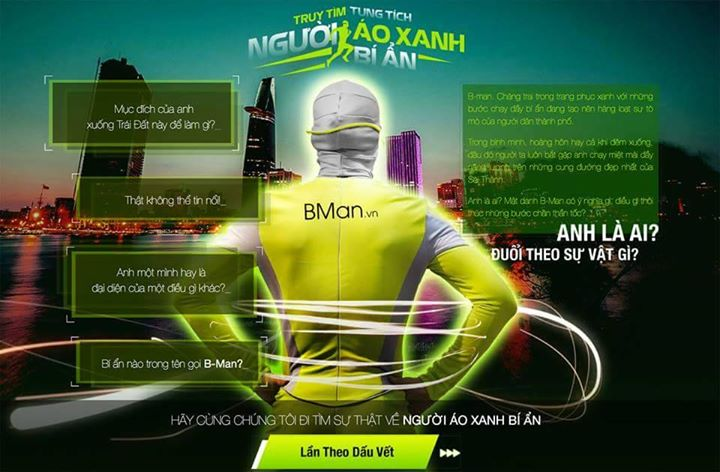 TRUY TÌM TUNG TÍCH
NGƯỜI ÁO XANH
BÍ ẨN
Mục đích của anh
xuống Trái Đất này để làm gì?_
Thật không thể tin nổi!_
Anh một mình hay là
đại diện của một điều gì khác?_
Bí ẩn nào trong tên gọi B-Man?
BMan.vn
B-man. Chàng trai trong trang phục xanh với những
bước chạy đầy bí ẩn đang tạo nên hàng loạt sự tò
mò của người dân thành phố.
Trong bình minh, hoàng hôn hay cả khi đêm xuống,
đâu đó người ta luôn bắt gặp anh chạy miệt mài đầy
năng lượng trên những cung đường đẹp nhất của
Sài Thành.
Anh là ai? Mật danh B-Man có ý nghĩa gì; điều gì thôi
thúc những bước chân thần tốc?
ANH LÀ AI?
ĐUỔI THEO SỰ VẬT GÌ?
HÃY CÙNG CHÚNG TÔI ĐI TÌM SỰ THẬT VỀ NGƯỜI ÁO XANH BÍ ẨN
Lần Theo Dấu Vết